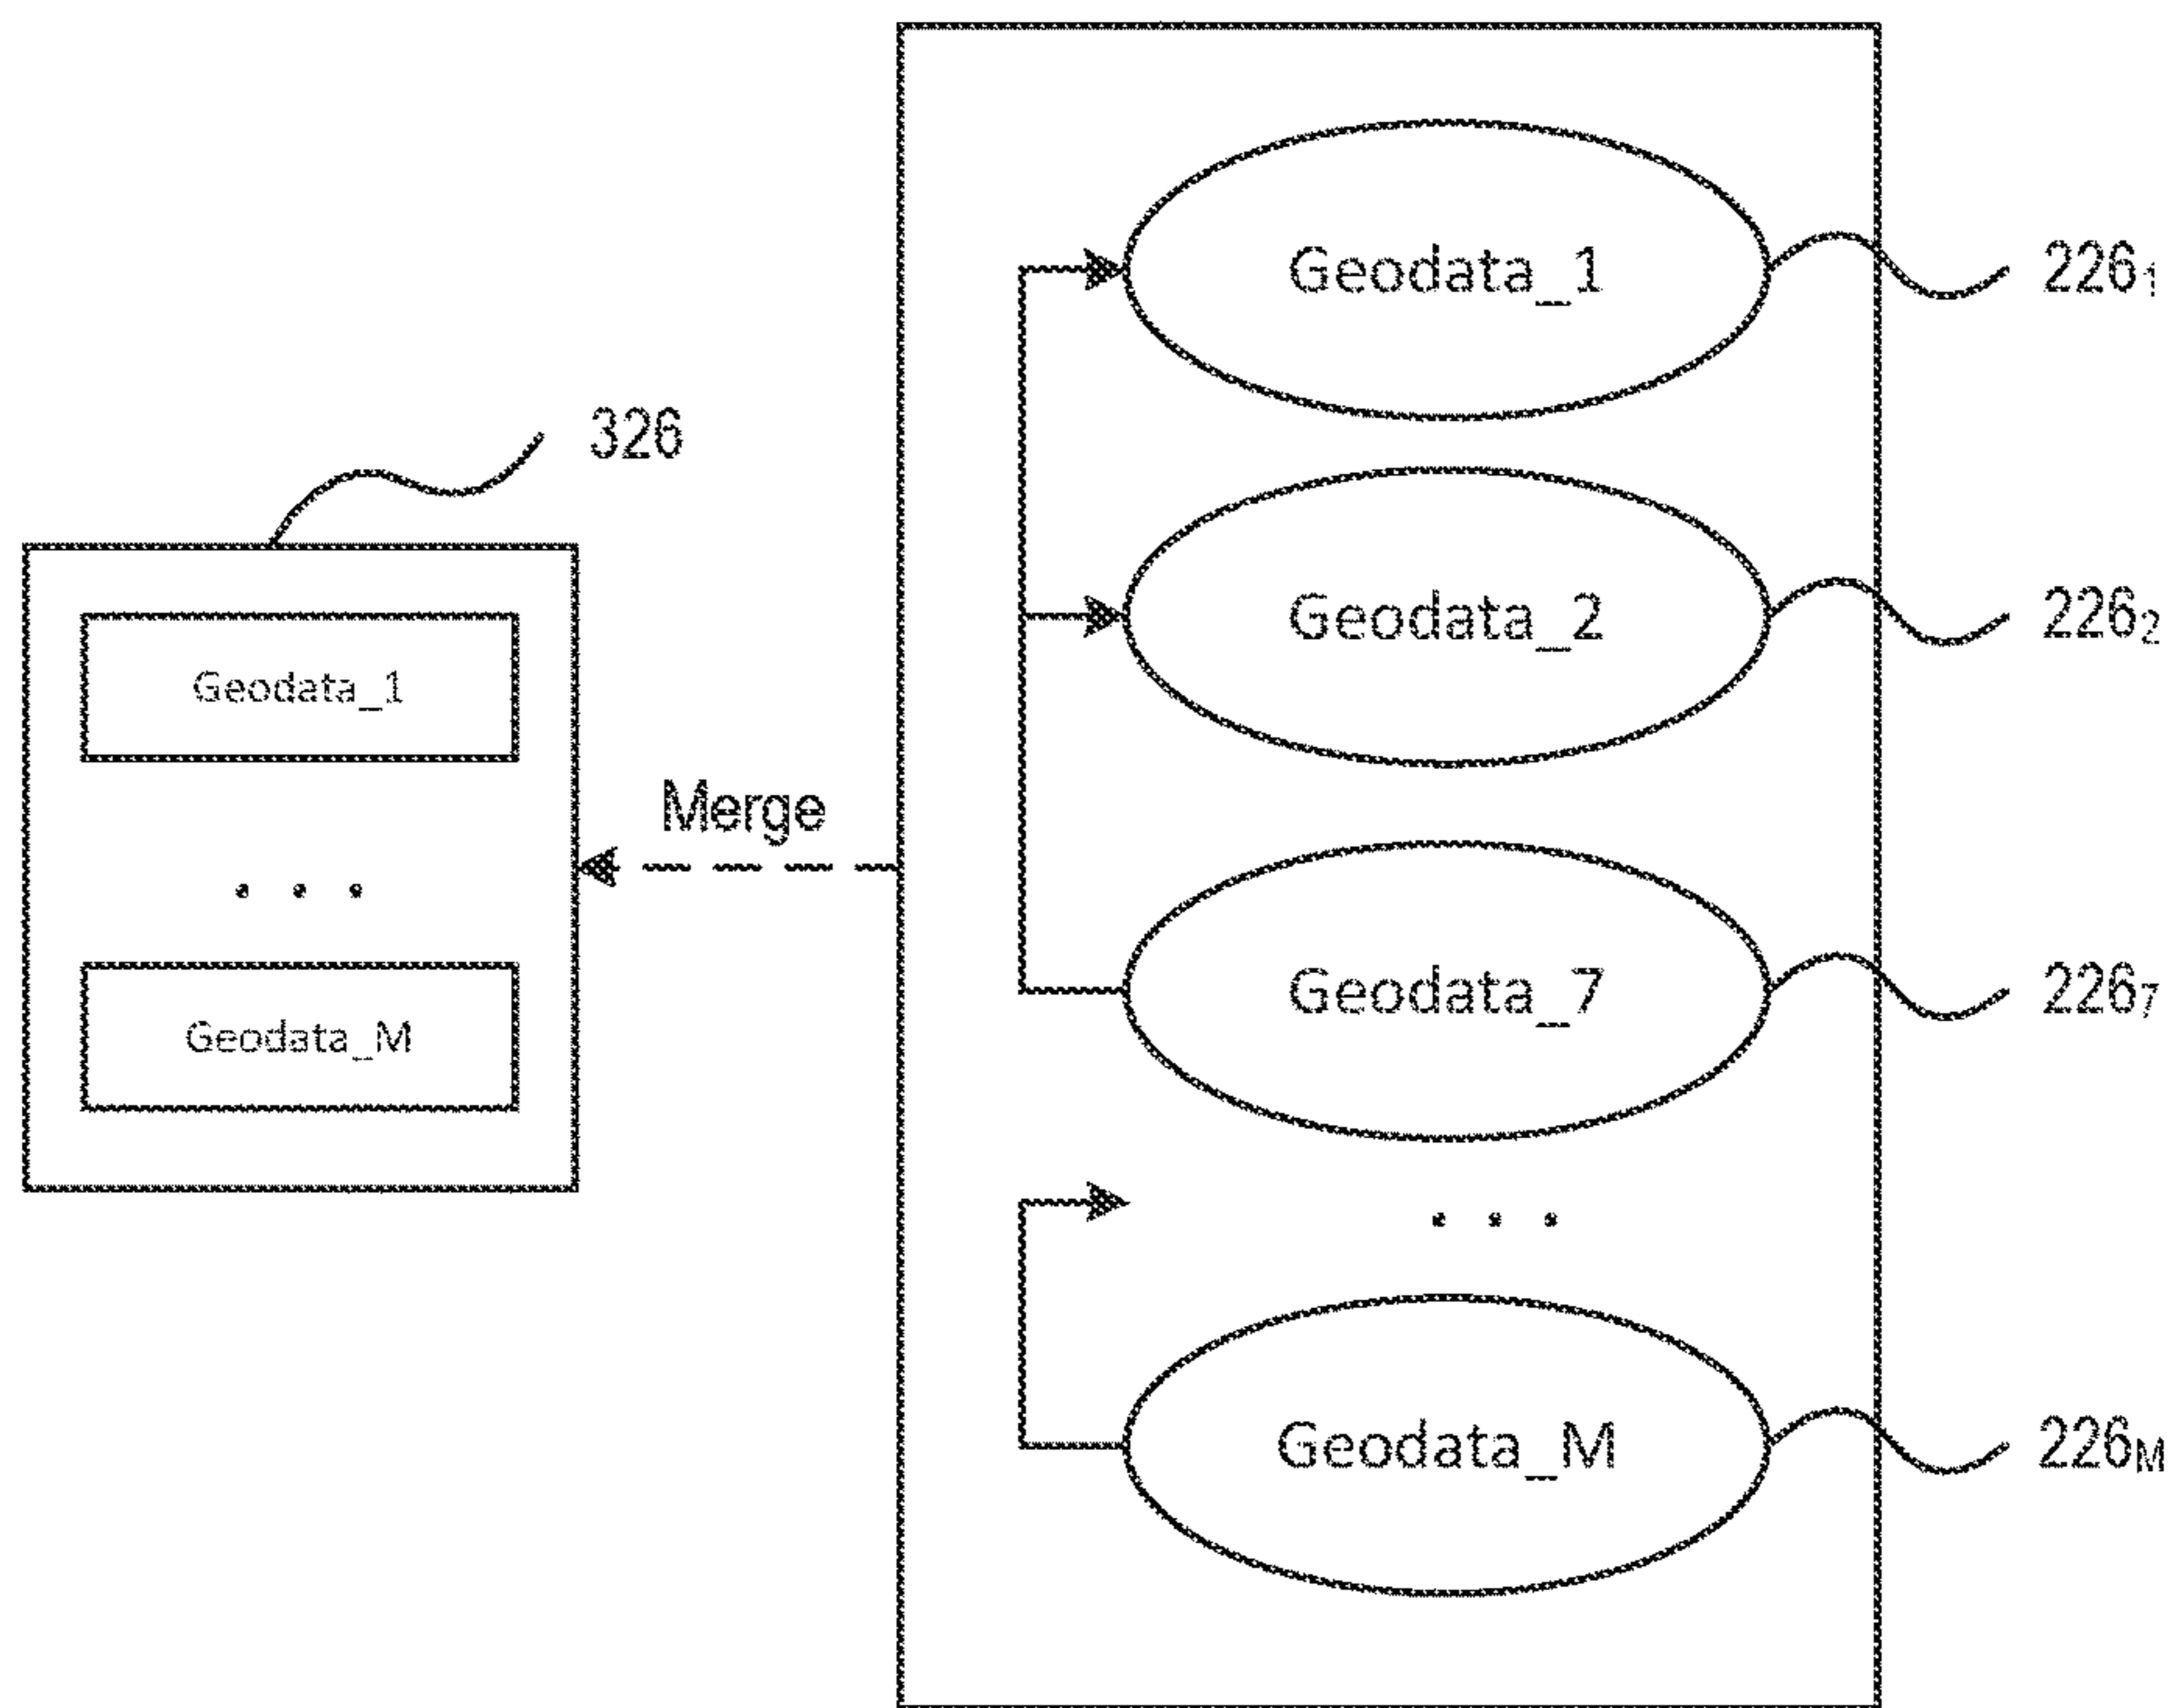 Geodata_1
226₁
326
Geodata_2
226₂
Geodata_1
Merge
. . .
Geodata_7
226₇
Geodata_M
. . .
Geodata_M
226M